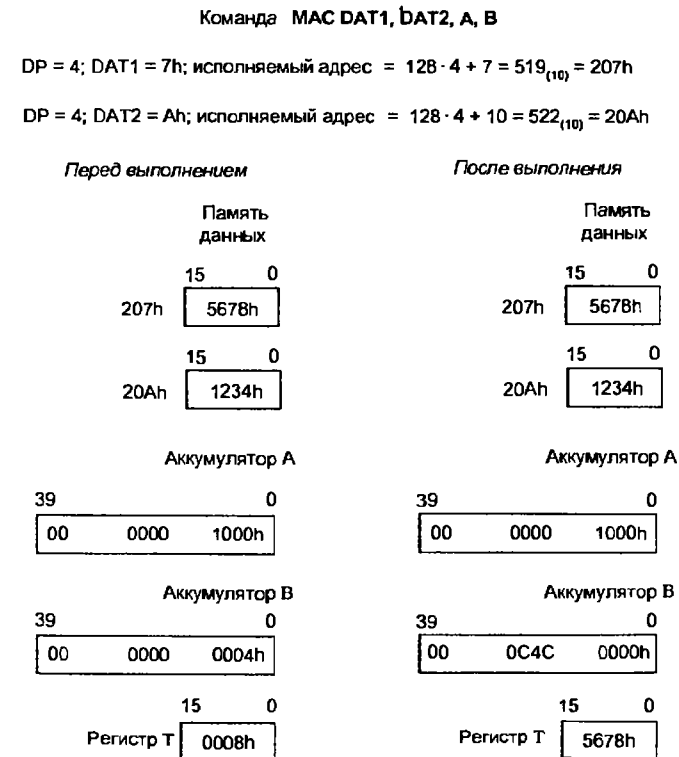 Команда MAC DAT1, DAT2, A, B
DP = 4; DAT1 = 7h; исполняемый адрес = 128 · 4 + 7 = 519(10) = 207h
DP = 4; DAT2 = Ah; исполняемый адрес = 128 · 4 + 10 = 522(10) = 20Ah
Перед выполнением
После выполнения
Память
данных
15 0
207h 5678h
15 0
20Ah 1234h
Аккумулятор A
39 0
00 0000 1000h
Аккумулятор B
39 0
00 0000 0004h
15 0
Регистр T 0008h
Память
данных
15 0
207h 5678h
15 0
20Ah 1234h
Аккумулятор A
39 0
00 0000 1000h
Аккумулятор B
39 0
00 0C4C 0000h
15 0
Регистр T 5678h